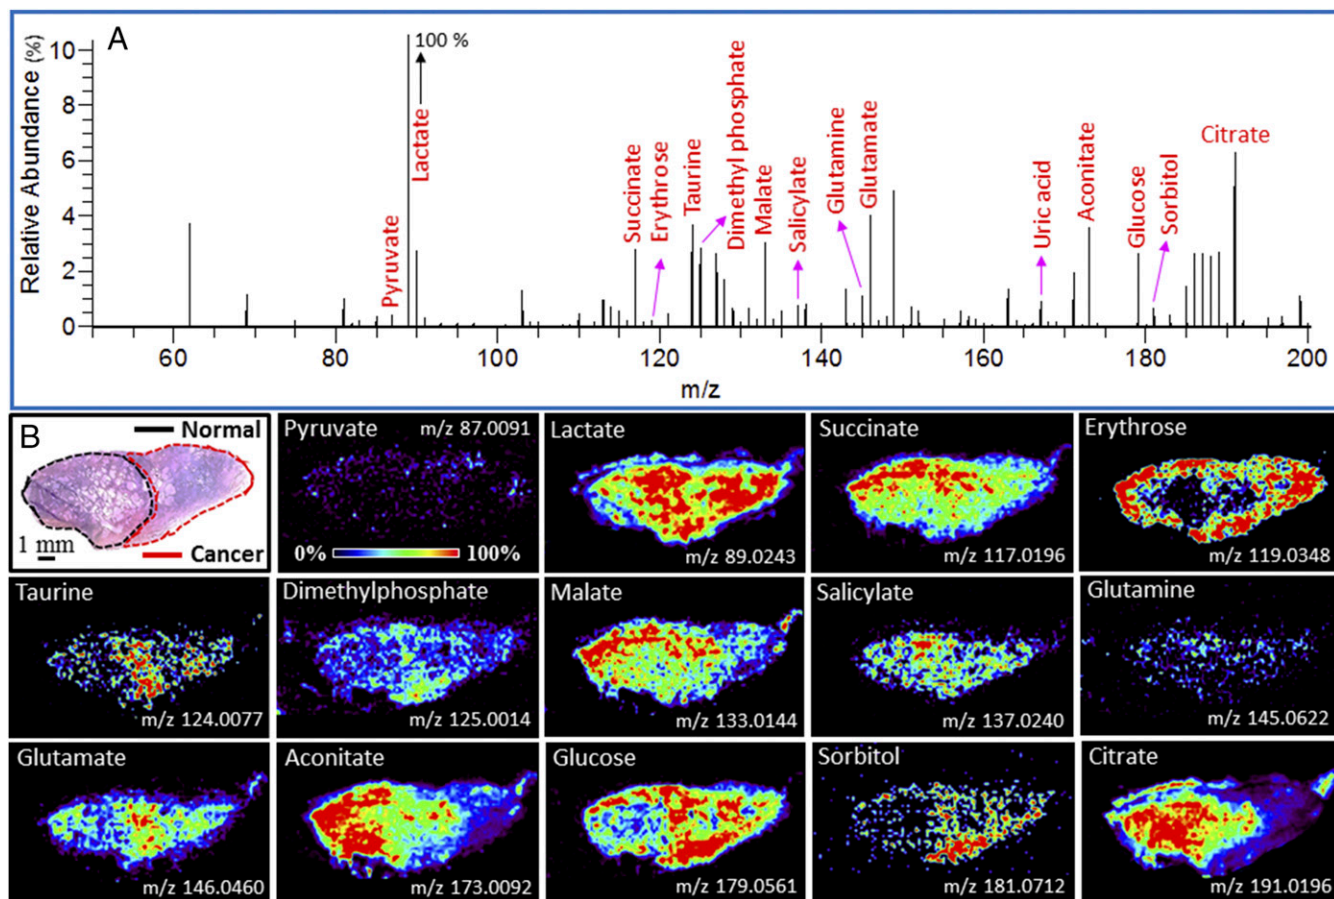 A
100 %
Relative Abundance (%)
10
8
6
4
2
0
Pyruvate
Lactate
Succinate
Erythrose
Taurine
Dimethyl phosphate
Malate
Salicylate
Glutamine
Glutamate
Uric acid
Aconitate
Glucose
Sorbitol
Citrate
60 80 100 120 140 160 180 200
m/z
B
Normal
1 mm
Cancer
Pyruvate m/z 87.0091
0% 100%
Lactate
m/z 89.0243
Succinate
m/z 117.0196
Erythrose
m/z 119.0348
Taurine
m/z 124.0077
Dimethylphosphate
m/z 125.0014
Malate
m/z 133.0144
Salicylate
m/z 137.0240
Glutamine
m/z 145.0622
Glutamate
m/z 146.0460
Aconitate
m/z 173.0092
Glucose
m/z 179.0561
Sorbitol
m/z 181.0712
Citrate
m/z 191.0196